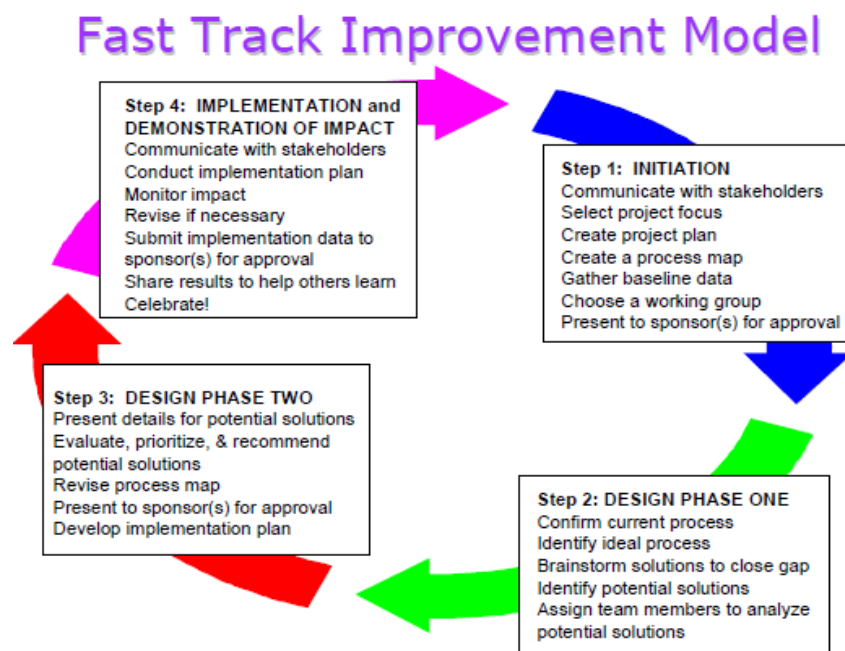 Fast Track Improvement Model
Step 4:  IMPLEMENTATION and
DEMONSTRATION OF IMPACT
Communicate with stakeholders
Conduct implementation plan
Monitor impact
Revise if necessary
Submit implementation data to
sponsor(s) for approval
Share results to help others learn
Celebrate!
Step 1:  INITIATION
Communicate with stakeholders
Select project focus
Create project plan
Create a process map
Gather baseline data
Choose a working group
Present to sponsor(s) for approval
Step 3:  DESIGN PHASE TWO
Present details for potential solutions
Evaluate, prioritize, & recommend
potential solutions
Revise process map
Present to sponsor(s) for approval
Develop implementation plan
Step 2: DESIGN PHASE ONE
Confirm current process
Identify ideal process
Brainstorm solutions to close gap
Identify potential solutions
Assign team members to analyze
potential solutions